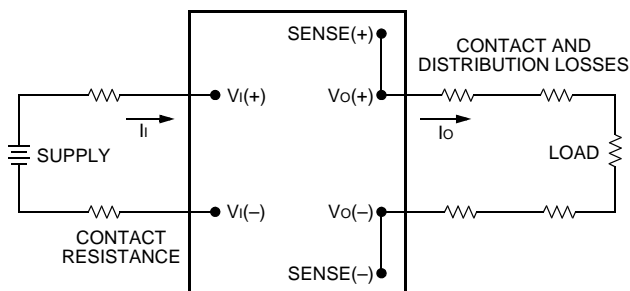 SENSE(+)
CONTACT AND
DISTRIBUTION LOSSES
VI(+)
VO(+)
II
IO
SUPPLY
LOAD
VI(–)
VO(–)
CONTACT
RESISTANCE
SENSE(–)